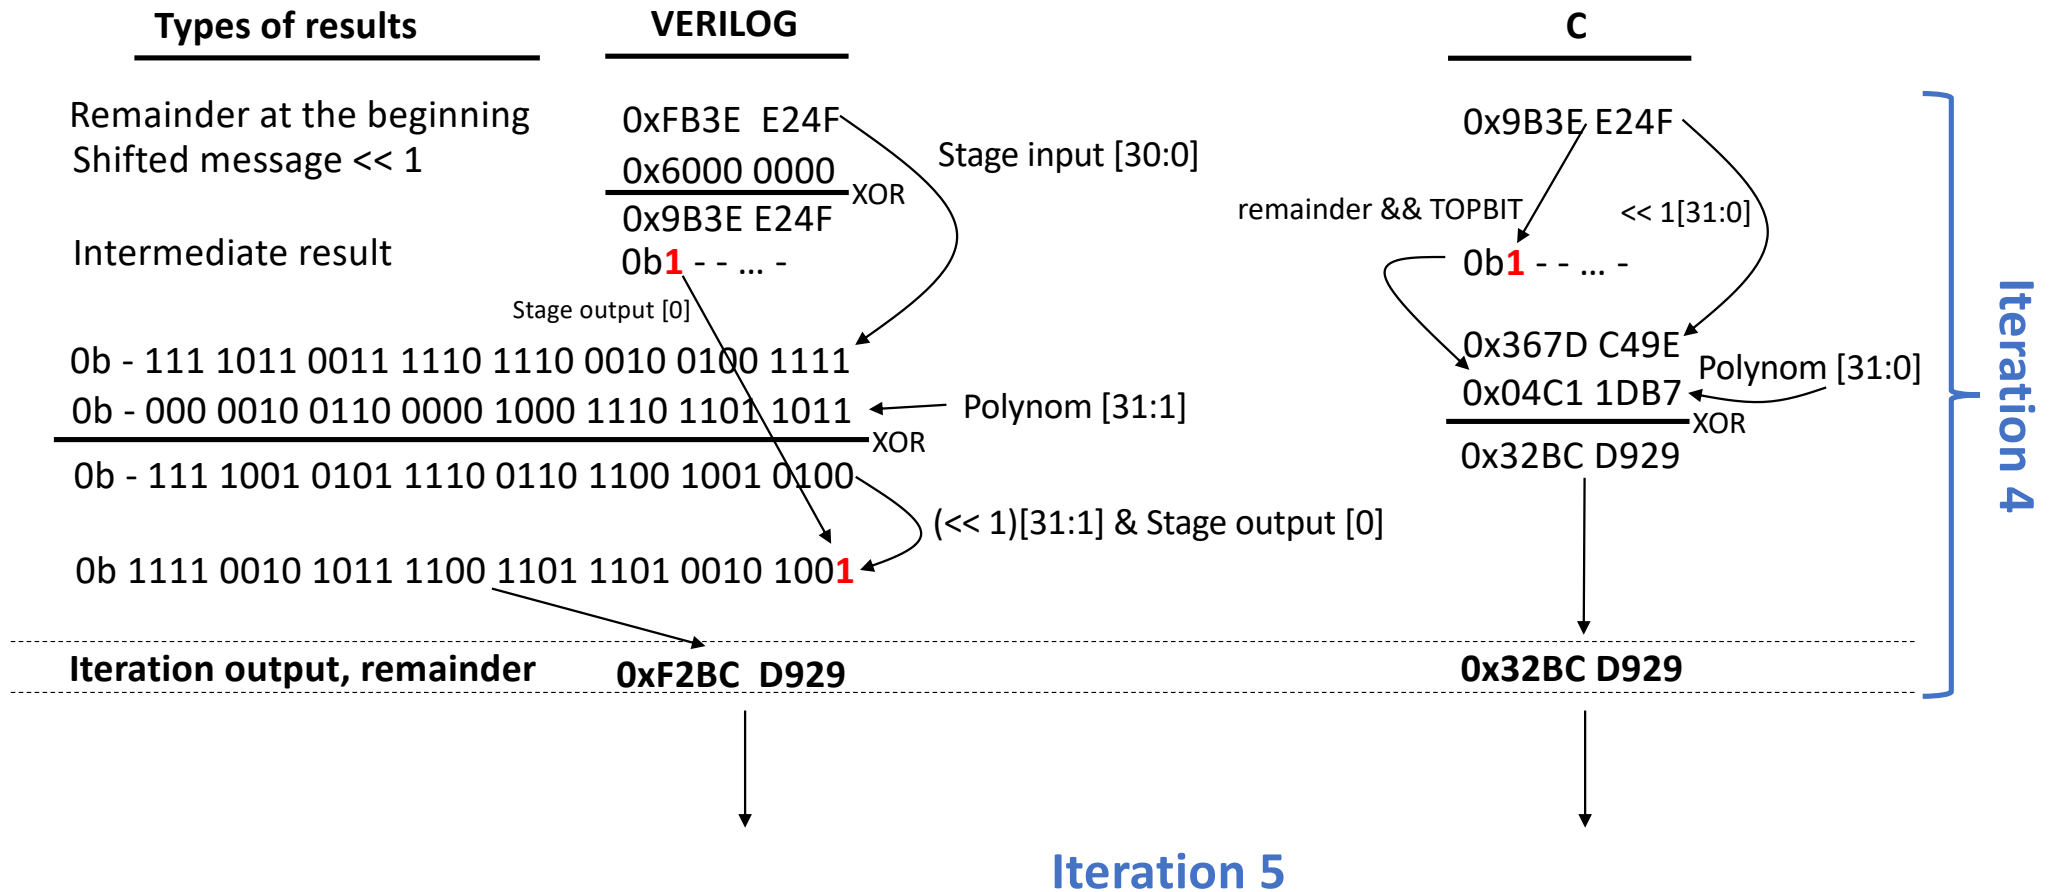 Types of results
VERILOG
C
Remainder at the beginning
0xFB3E E24F
0x9B3E E24F
Shifted message << 1
0x6000 0000
XOR
Stage input [30:0]
0x9B3E E24F
remainder && TOPBIT
<< 1[31:0]
Intermediate result
0b1 - - ... -
0b1 - - ... -
Stage output [0]
0b - 111 1011 0011 1110 1110 0010 0100 1111
0x367D C49E
0b - 000 0010 0110 0000 1000 1110 1101 1011
Polynom [31:1]
0x04C1 1DB7
Polynom [31:0]
XOR
XOR
0b - 111 1001 0101 1110 0110 1100 1001 0100
0x32BC D929
(<< 1)[31:1] & Stage output [0]
0b 1111 0010 1011 1100 1101 1101 0010 1001
Iteration output, remainder
0xF2BC D929
0x32BC D929
Iteration 4
Iteration 5